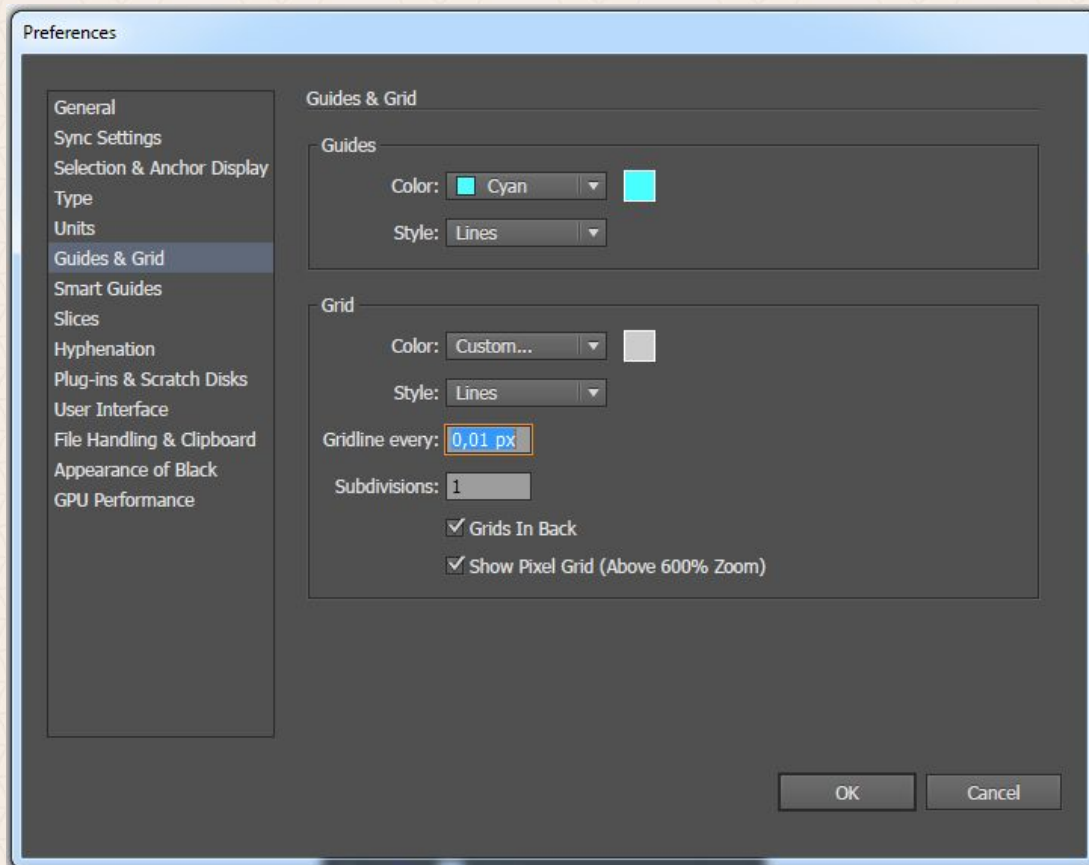 Preferences
General
Sync Settings
Selection & Anchor Display
Type
Units
Guides & Grid
Smart Guides
Slices
Hyphenation
Plug-ins & Scratch Disks
User Interface
File Handling & Clipboard
Appearance of Black
GPU Performance
Guides & Grid
Guides
Color: Cyan
Style: Lines
Grid
Color: Custom...
Style: Lines
Gridline every: 0,01 px
Subdivisions: 1
Grids In Back
Show Pixel Grid (Above 600% Zoom)
OK Cancel